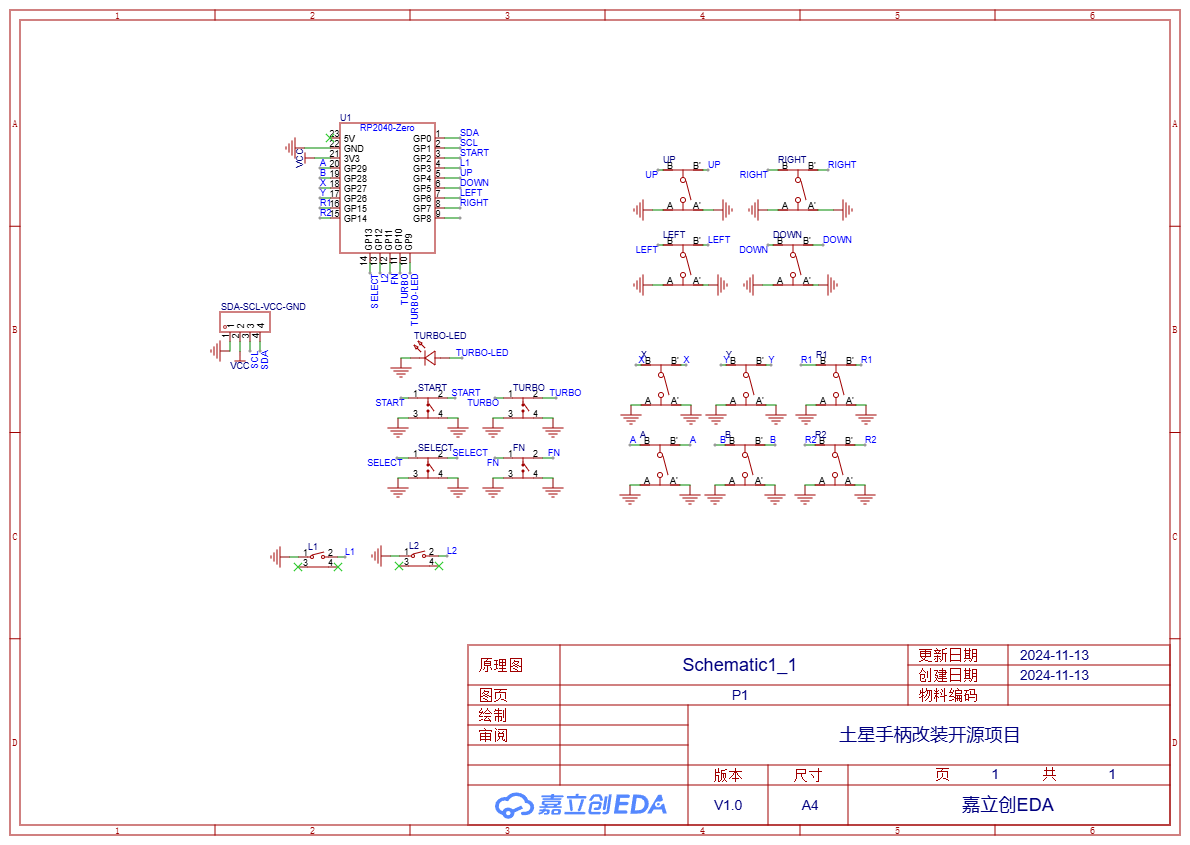 1 2 3 4 5 6
A A
B B
C C
D D
U1
RP2040-Zero
23 5V GP0 1 SDA
22 GND GP1 2 SCL
VCC 21 3V3 GP2 3 START
A 20 GP29 GP3 4 L1
B 19 GP28 GP4 5 UP
X 18 GP27 GP5 6 DOWN
Y 17 GP26 GP6 7 LEFT
R1 16 GP15 GP7 8 RIGHT
R2 15 GP14 GP8 9
GP13 GP12 GP11 GP10 GP9
14 13 12 11 10
SELECT L2 FN TURBO TURBO-LED
UP
UP B B' UP
A A'
RIGHT
RIGHT B B' RIGHT
A A'
LEFT
LEFT B B' LEFT
A A'
DOWN
DOWN B B' DOWN
A A'
SDA-SCL-VCC-GND
1 2 3 4
1 2 3 4
VCC SCL SDA
TURBO-LED
TURBO-LED
START
START 1 2 START
3 4
TURBO
TURBO 1 2 TURBO
3 4
SELECT
SELECT 1 2 SELECT
3 4
FN
FN 1 2 FN
3 4
X
X B B' X
A A'
Y
Y B B' Y
A A'
R1
R1 B B' R1
A A'
A
A B B' A
A A'
B
B B B' B
A A'
R2
R2 B B' R2
A A'
L1
1 2 L1
3 4
L2
1 2 L2
3 4
原理图 Schematic1_1 更新日期 2024-11-13
创建日期 2024-11-13
图页 P1 物料编码
绘制
审阅
土星手柄改装开源项目
版本 尺寸 页 1 共 1
嘉立创EDA V1.0 A4 嘉立创EDA
1 2 3 4 5 6